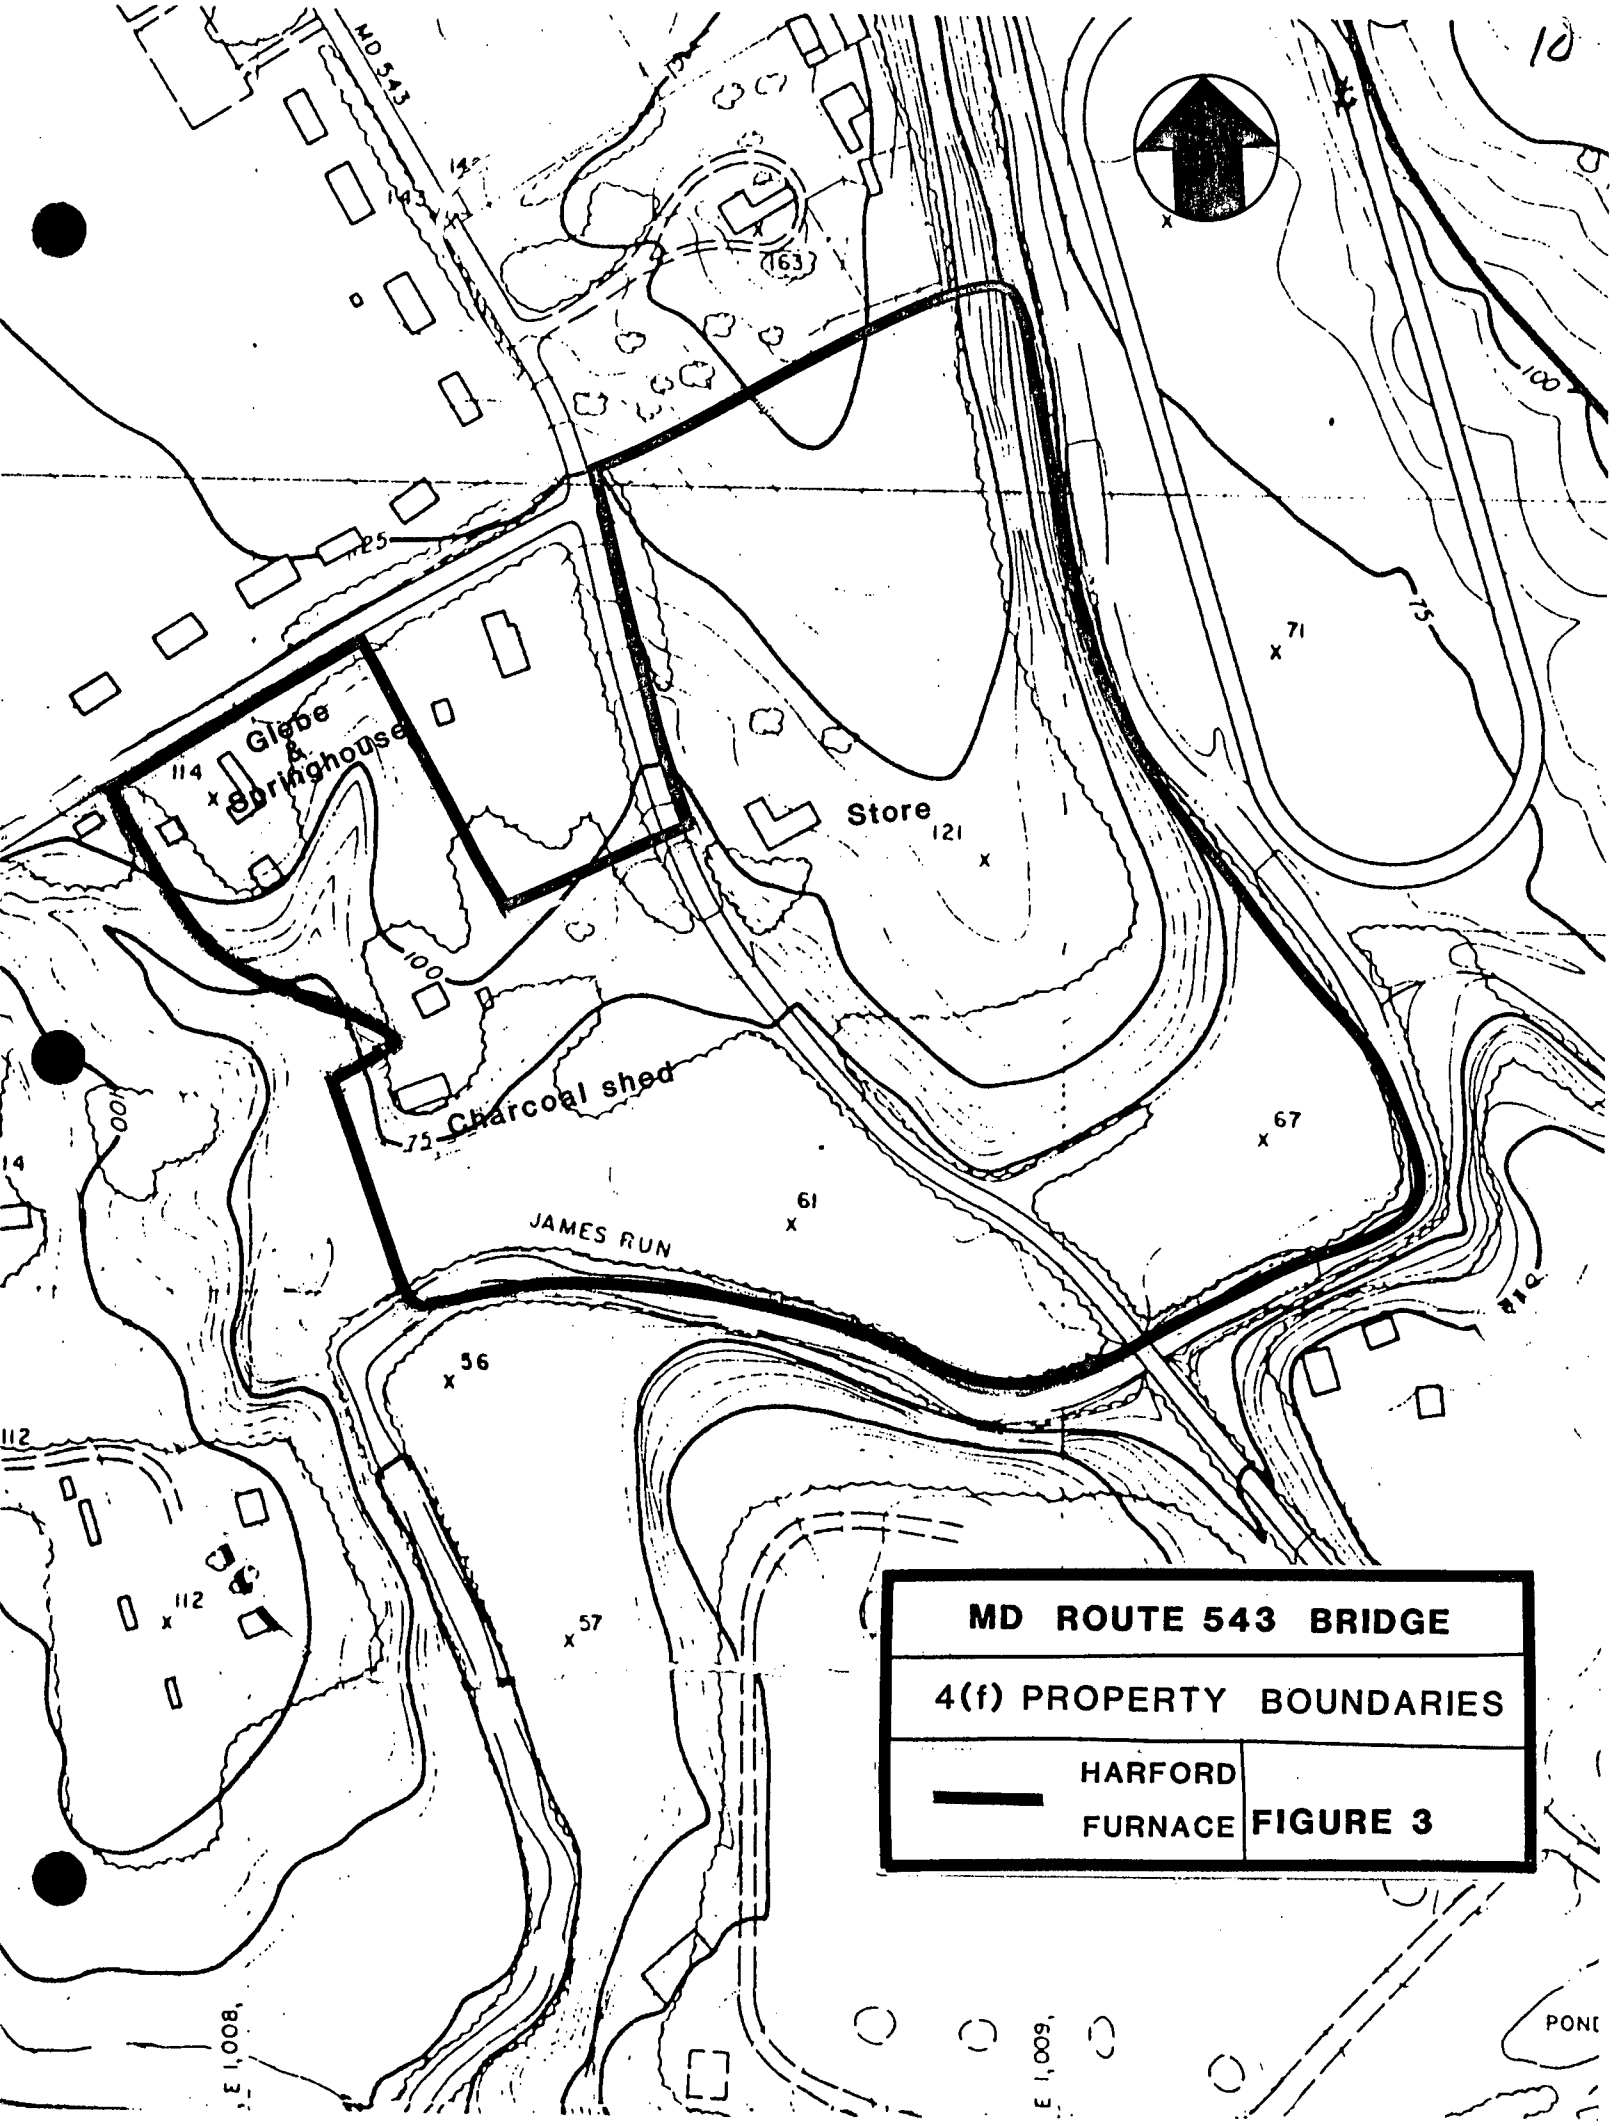 10
MD 543
143
163
100
125
75
71
x
Glebe
&
Springhouse
114
x
Store
121
x
100
Charcoal shed
75
100
67
x
61
x
JAMES RUN
14
56
x
112
112
x
57
x
MD ROUTE 543 BRIDGE
4(f) PROPERTY BOUNDARIES
HARFORD
FURNACE
FIGURE 3
POND
E 1,008,
E 1,009,